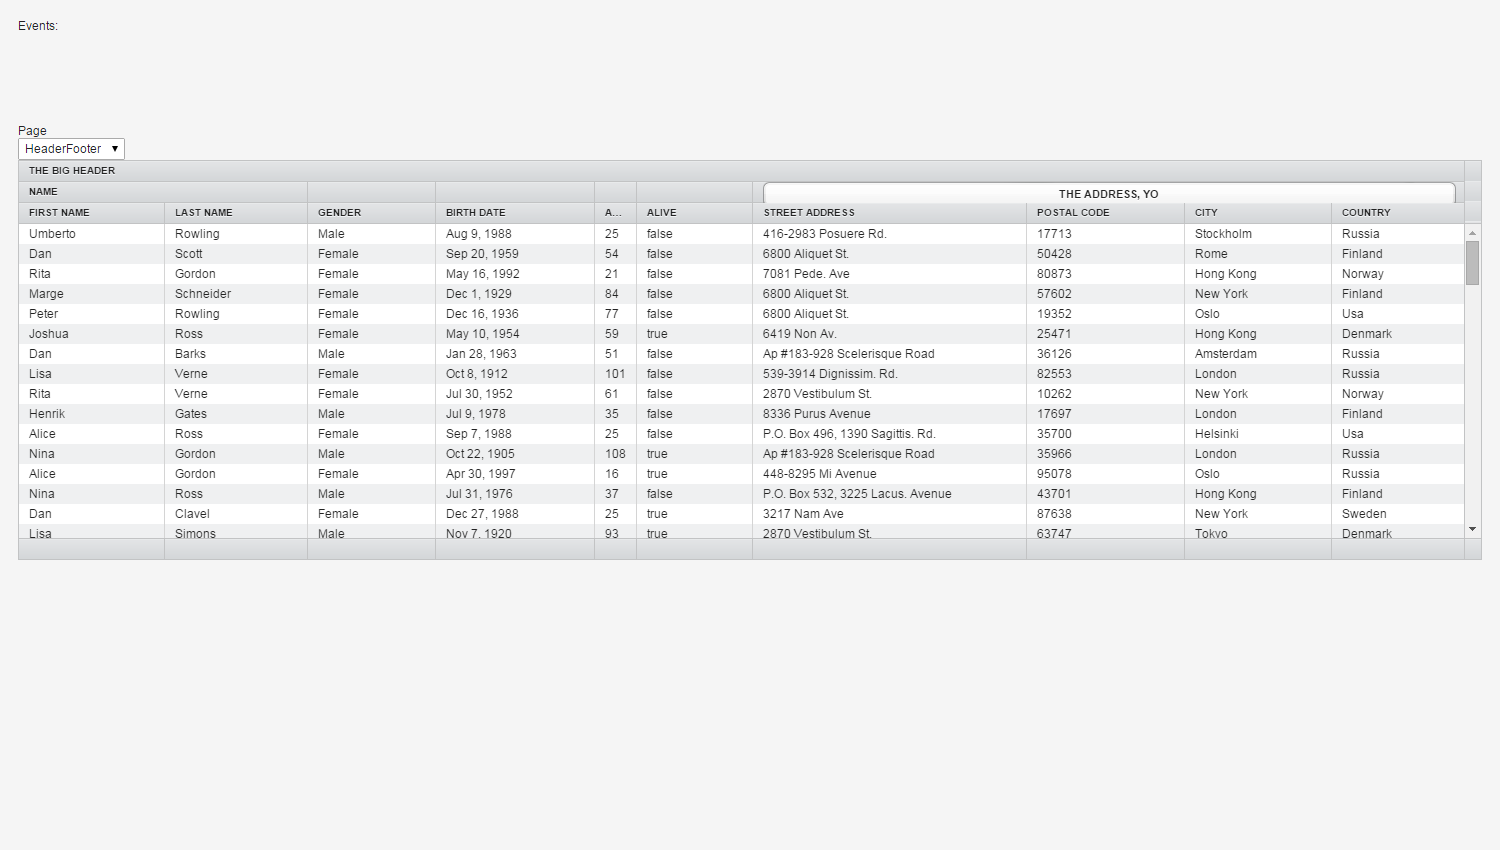 Events:
Page
HeaderFooter
THE BIG HEADER
NAME THE ADDRESS, YO
FIRST NAME LAST NAME GENDER BIRTH DATE A... ALIVE STREET ADDRESS POSTAL CODE CITY COUNTRY
Umberto Rowling Male Aug 9, 1988 25 false 416-2983 Posuere Rd. 17713 Stockholm Russia
Dan Scott Female Sep 20, 1959 54 false 6800 Aliquet St. 50428 Rome Finland
Rita Gordon Female May 16, 1992 21 false 7081 Pede. Ave 80873 Hong Kong Norway
Marge Schneider Female Dec 1, 1929 84 false 6800 Aliquet St. 57602 New York Finland
Peter Rowling Female Dec 16, 1936 77 false 6800 Aliquet St. 19352 Oslo Usa
Joshua Ross Female May 10, 1954 59 true 6419 Non Av. 25471 Hong Kong Denmark
Dan Barks Male Jan 28, 1963 51 false Ap #183-928 Scelerisque Road 36126 Amsterdam Russia
Lisa Verne Female Oct 8, 1912 101 false 539-3914 Dignissim. Rd. 82553 London Russia
Rita Verne Female Jul 30, 1952 61 false 2870 Vestibulum St. 10262 New York Norway
Henrik Gates Male Jul 9, 1978 35 false 8336 Purus Avenue 17697 London Finland
Alice Ross Female Sep 7, 1988 25 false P.O. Box 496, 1390 Sagittis. Rd. 35700 Helsinki Usa
Nina Gordon Male Oct 22, 1905 108 true Ap #183-928 Scelerisque Road 35966 London Russia
Alice Gordon Female Apr 30, 1997 16 true 448-8295 Mi Avenue 95078 Oslo Russia
Nina Ross Male Jul 31, 1976 37 false P.O. Box 532, 3225 Lacus. Avenue 43701 Hong Kong Finland
Dan Clavel Female Dec 27, 1988 25 true 3217 Nam Ave 87638 New York Sweden
Lisa Simons Male Nov 7, 1920 93 true 2870 Vestibulum St. 63747 Tokyo Denmark